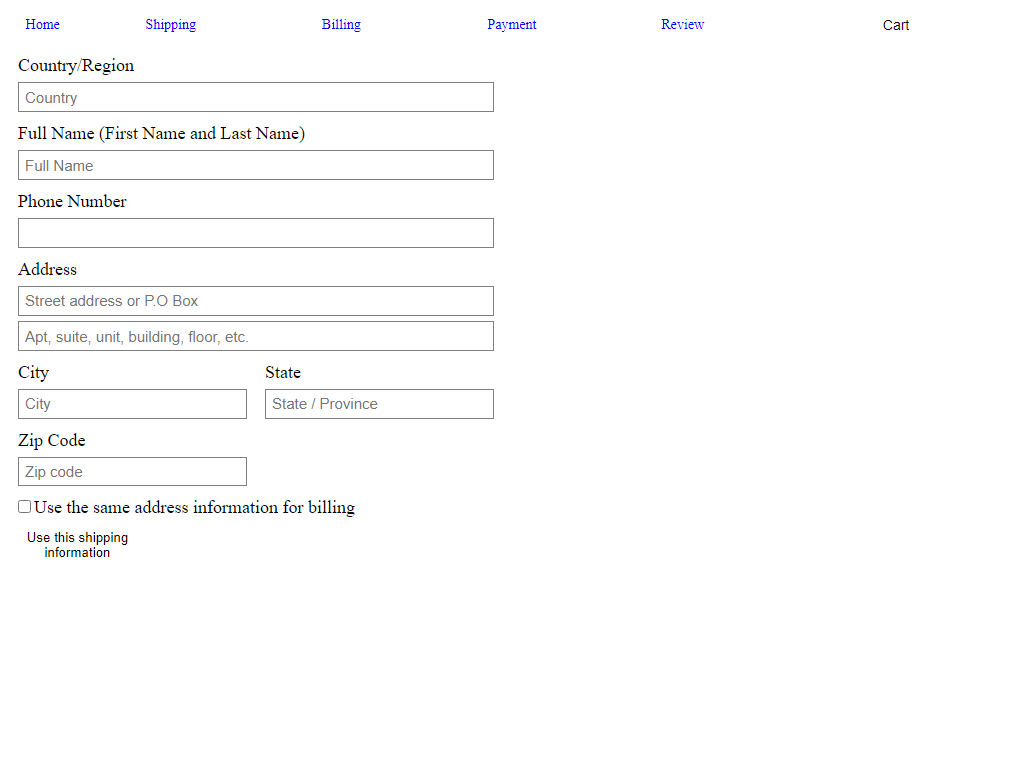 Home Shipping Billing Payment Review Cart
Country/Region
Country
Full Name (First Name and Last Name)
Full Name
Phone Number
Address
Street address or P.O Box
Apt, suite, unit, building, floor, etc.
City State
City State / Province
Zip Code
Zip code
Use the same address information for billing
Use this shipping
information